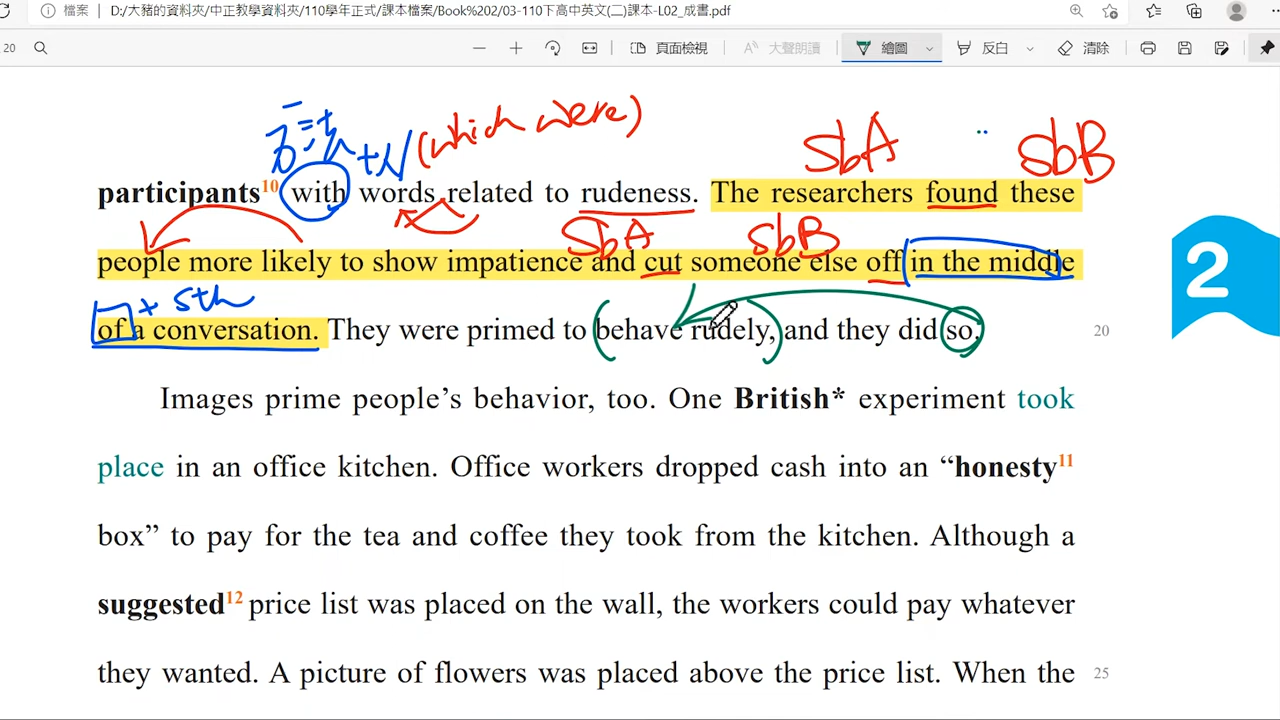 檔案 D:/大豬的資料夾/中正教學資料夾/110學年正式/課本檔案/Book%202/03-110下高中英文(二)課本-L02_成書.pdf
20 頁面檢視 大聲朗讀 繪圖 反白 清除
方式 +N (which were) SbA SbB
participants10 with words related to rudeness. The researchers found these
SbA SbB
people more likely to show impatience and cut someone else off in the middle
+ sth
of a conversation. They were primed to behave rudely, and they did so. 20
Images prime people's behavior, too. One British* experiment took
place in an office kitchen. Office workers dropped cash into an “honesty11
box” to pay for the tea and coffee they took from the kitchen. Although a
suggested12 price list was placed on the wall, the workers could pay whatever
they wanted. A picture of flowers was placed above the price list. When the 25
2